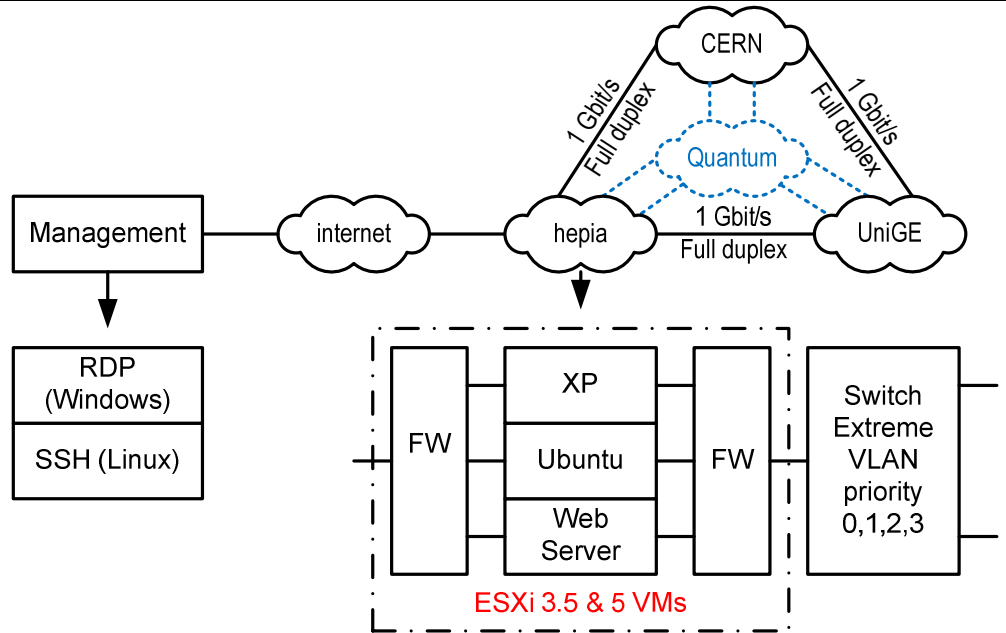 CERN
1 Gbit/s
Full duplex
1 Gbit/s
Full duplex
Quantum
Management
internet
hepia
1 Gbit/s
Full duplex
UniGE
RDP
(Windows)
SSH (Linux)
FW
XP
Ubuntu
Web
Server
FW
Switch
Extreme
VLAN
priority
0,1,2,3
ESXi 3.5 & 5 VMs